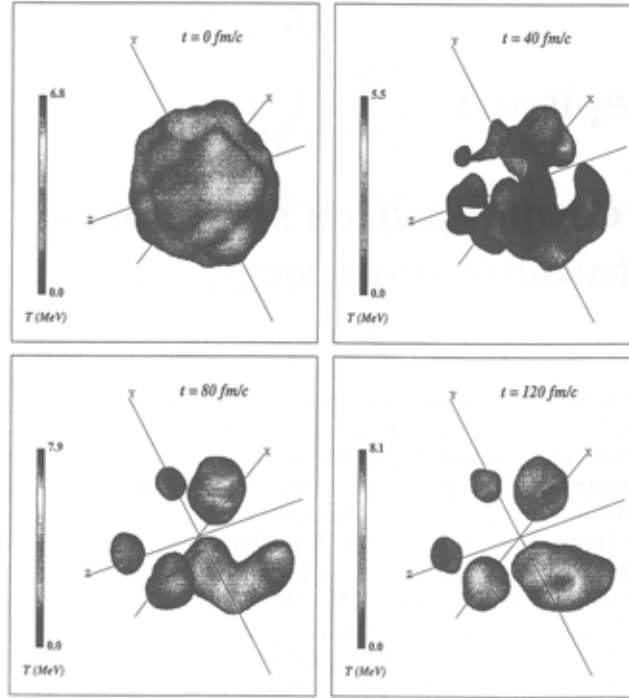 t = 0 fm/c
Y
X
Z
6.8
0.0
T (MeV)
t = 40 fm/c
Y
X
Z
5.5
0.0
T (MeV)
t = 80 fm/c
Y
X
Z
7.9
0.0
T (MeV)
t = 120 fm/c
Y
X
Z
8.1
0.0
T (MeV)